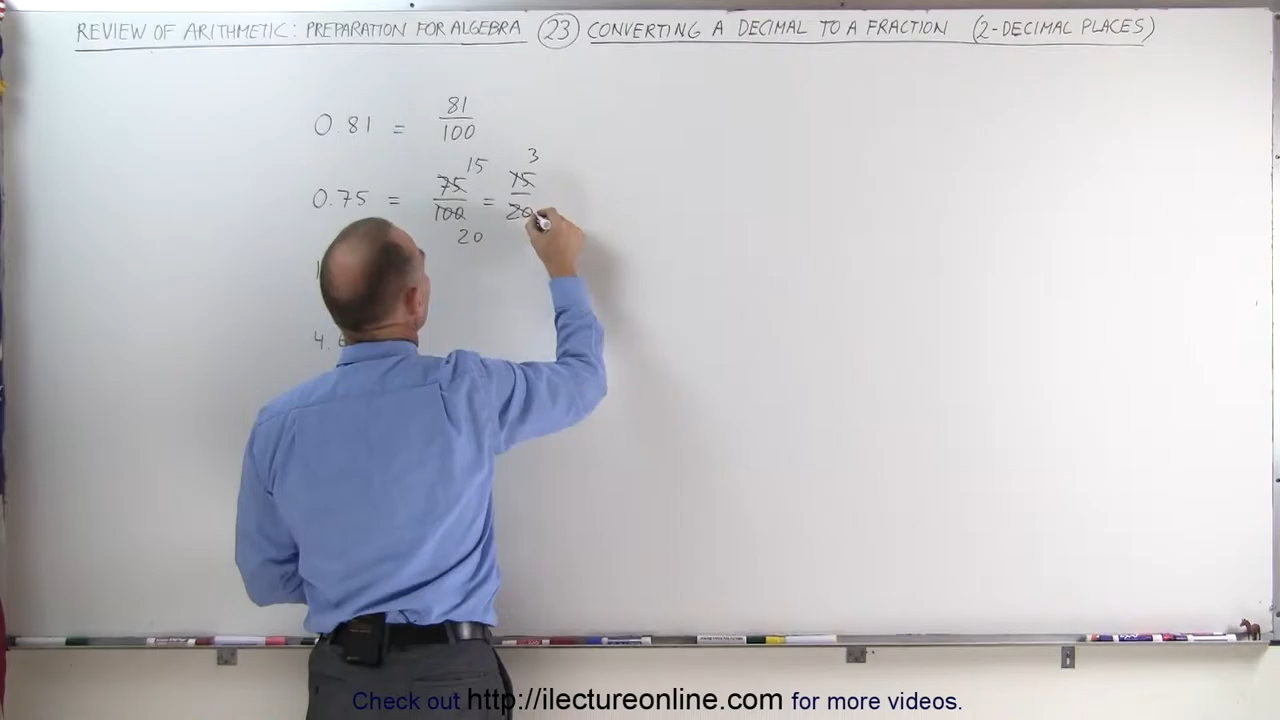 REVIEW OF ARITHMETIC: PREPARATION FOR ALGEBRA 23 CONVERTING A DECIMAL TO A FRACTION (2-DECIMAL PLACES)
0.81 = 81/100
0.75 = 75/100 15 20 = 15/20 3
4.
Check out http://ilectureonline.com for more videos.